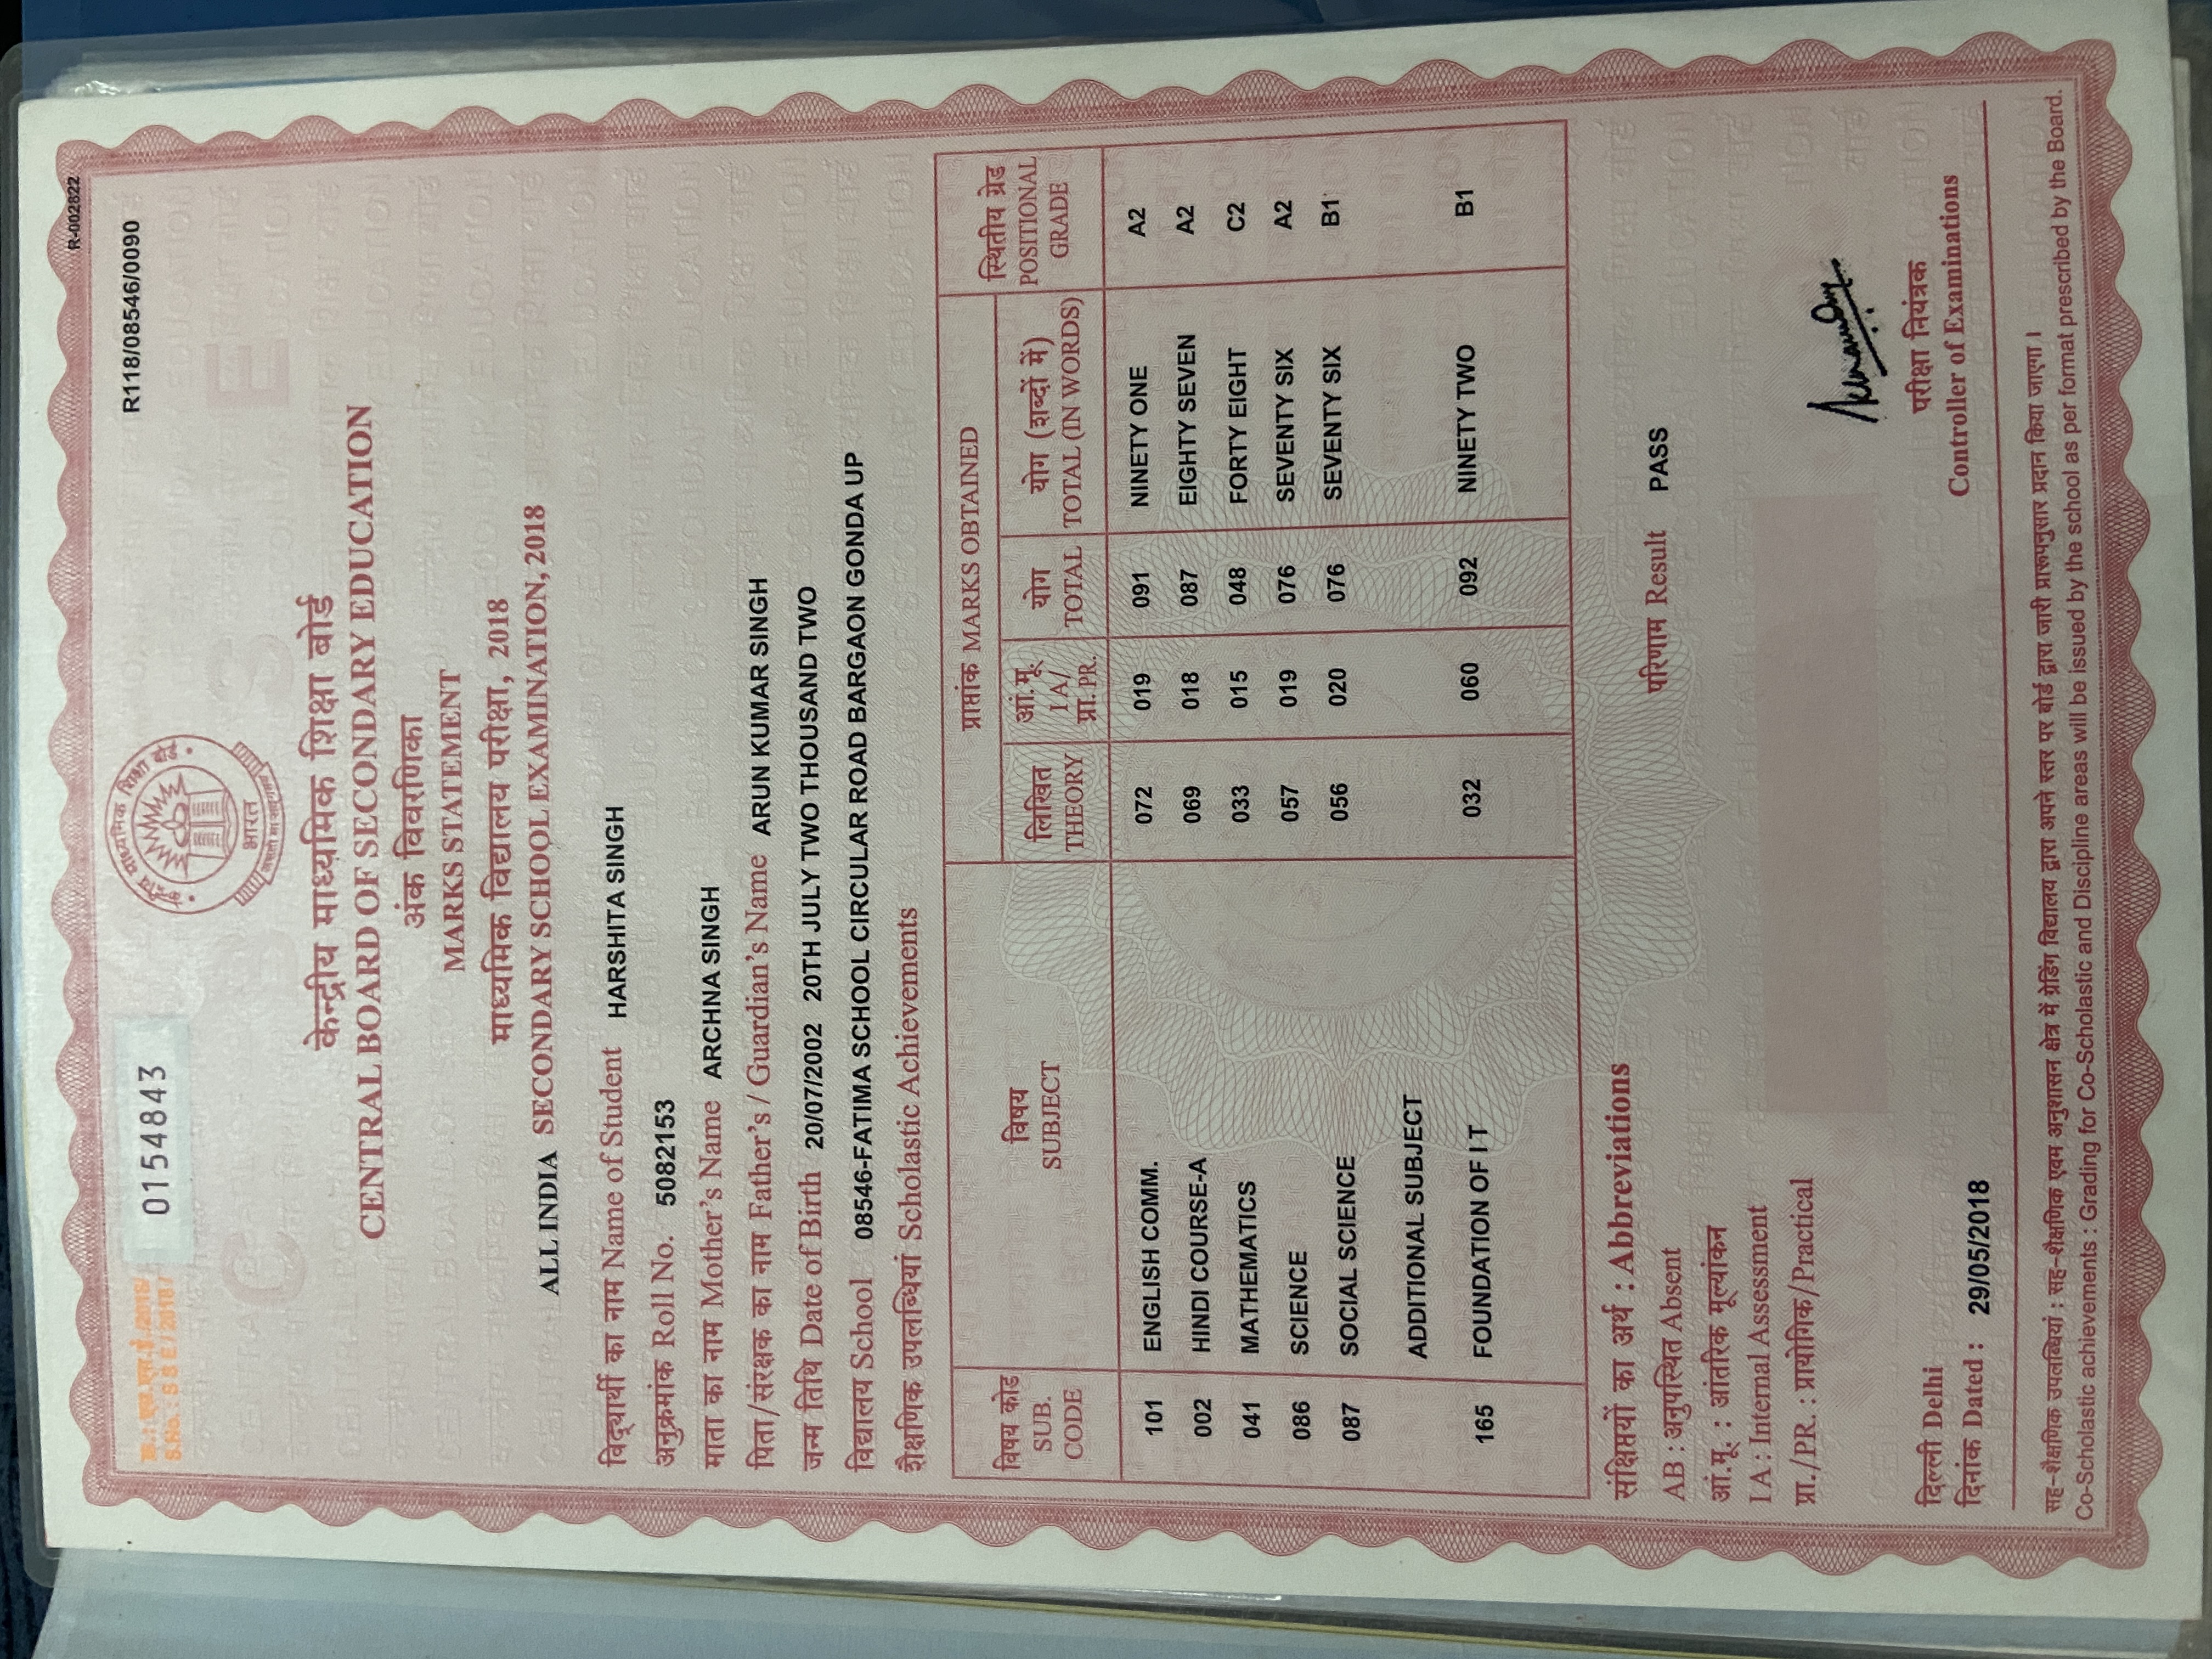 R-002822
R118/08546/0090
01547843
केन्द्रीय माध्यमिक शिक्षा बोर्ड
भारत
केन्द्रीय माध्यमिक शिक्षा बोर्ड
CENTRAL BOARD OF SECONDARY EDUCATION
अंक विवरणिका
MARKS STATEMENT
माध्यमिक विद्यालय परीक्षा, 2018
ALL INDIA SECONDARY SCHOOL EXAMINATION, 2018
विद्यार्थी का नाम Name of Student HARSHITA SINGH
अनुक्रमांक Roll No. 5082153
माता का नाम Mother's Name ARCHNA SINGH
पिता/संरक्षक का नाम Father's / Guardian's Name ARUN KUMAR SINGH
जन्म तिथि Date of Birth 20/07/2002 20TH JULY TWO THOUSAND TWO
विद्यालय School 08546-FATIMA SCHOOL CIRCULAR ROAD BARGAON GONDA UP
शैक्षणिक उपलब्धियां Scholastic Achievements
विषय कोड SUB. CODE
विषय SUBJECT
प्राप्तांक MARKS OBTAINED
लिखित THEORY
आं.मू. I A/ प्रा. PR.
योग TOTAL
योग (शब्दों में) TOTAL (IN WORDS)
स्थितीय ग्रेड POSITIONAL GRADE
101 ENGLISH COMM. 072 019 091 NINETY ONE A2
002 HINDI COURSE-A 069 018 087 EIGHTY SEVEN A2
041 MATHEMATICS 033 015 048 FORTY EIGHT C2
086 SCIENCE 057 019 076 SEVENTY SIX A2
087 SOCIAL SCIENCE 056 020 076 SEVENTY SIX B1
ADDITIONAL SUBJECT
165 FOUNDATION OF I T 032 060 092 NINETY TWO B1
संक्षिप्तियों का अर्थ : Abbreviations
परिणाम Result PASS
AB : अनुपस्थित Absent
आं.मू. : आंतरिक मूल्यांकन
I A : Internal Assessment
प्रा./PR. : प्रायोगिक/Practical
दिल्ली Delhi
दिनांक Dated : 29/05/2018
परीक्षा नियंत्रक
Controller of Examinations
सह-शैक्षणिक उपलब्धियां : सह-शैक्षणिक एवम अनुशासन क्षेत्र में ग्रेडिंग विद्यालय द्वारा अपने स्तर पर बोर्ड द्वारा जारी प्रारूपनुसार प्रदान किया जाएगा ।
Co-Scholastic achievements : Grading for Co-Scholastic and Discipline areas will be issued by the school as per format prescribed by the Board.